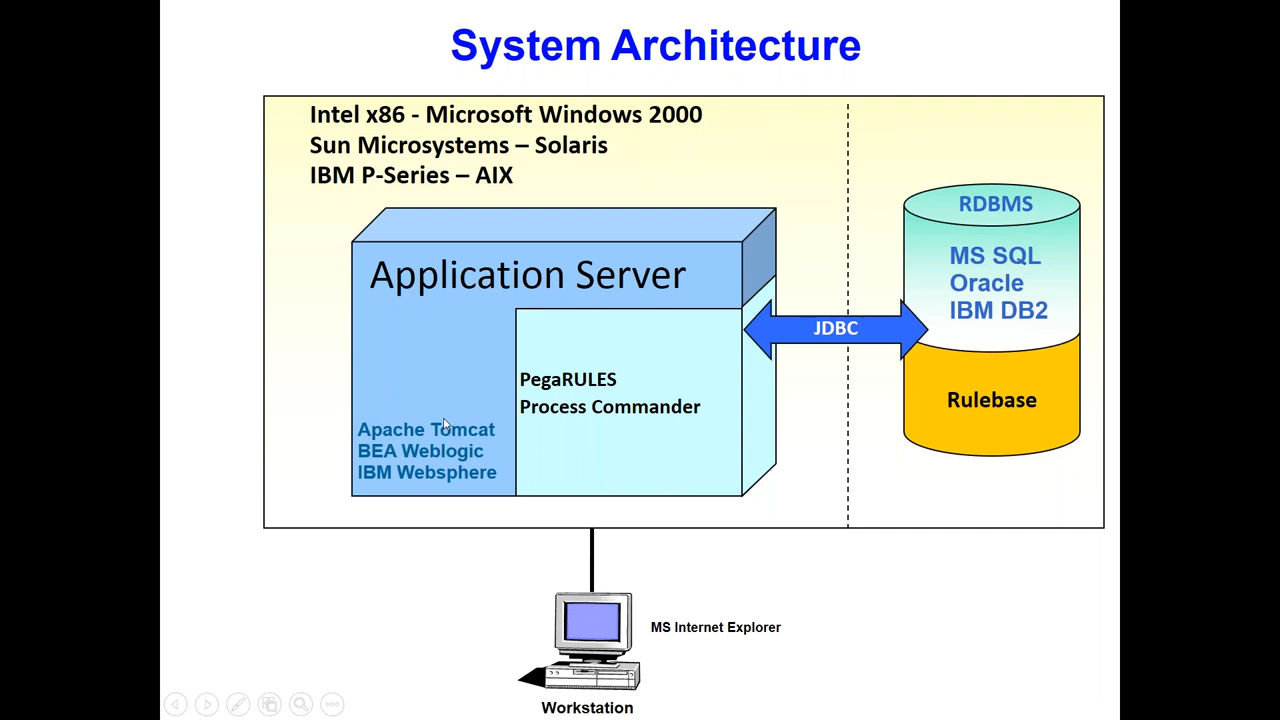 System Architecture
Intel x86 - Microsoft Windows 2000
Sun Microsystems – Solaris
IBM P-Series – AIX
Application Server
PegaRULES
Process Commander
Apache Tomcat
BEA Weblogic
IBM Websphere
JDBC
RDBMS
MS SQL
Oracle
IBM DB2
Rulebase
MS Internet Explorer
Workstation